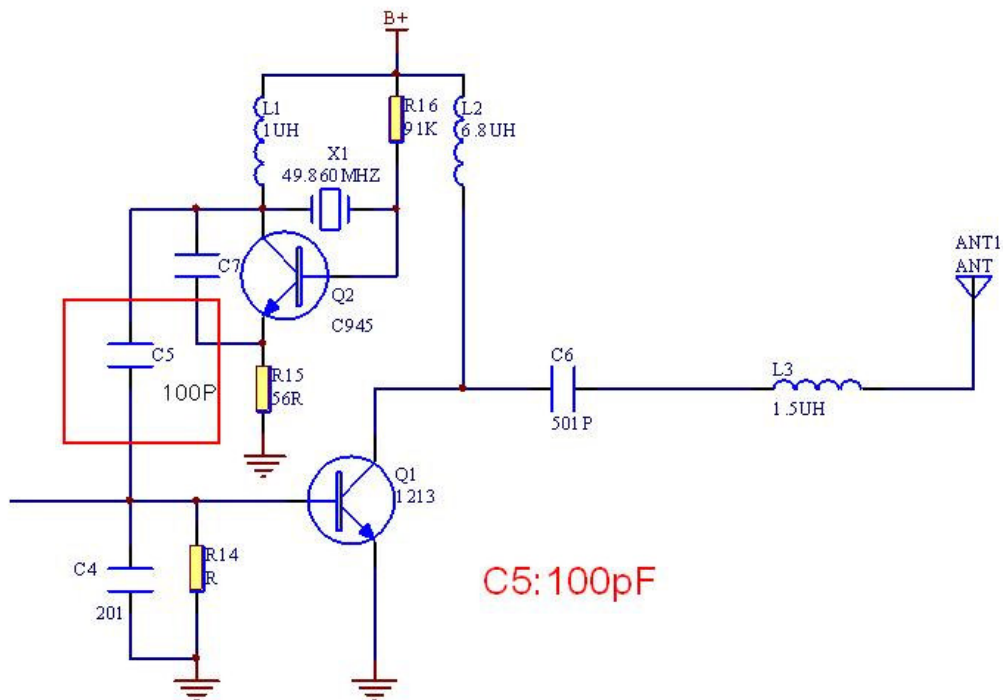 B+
L1
1UH
R16
91K
L2
6.8UH
X1
49.860MHZ
ANT1
ANT
C7
Q2
C945
C5
100P
R15
56R
C6
501P
L3
1.5UH
Q1
1213
C4
201
R14
R
C5:100pF